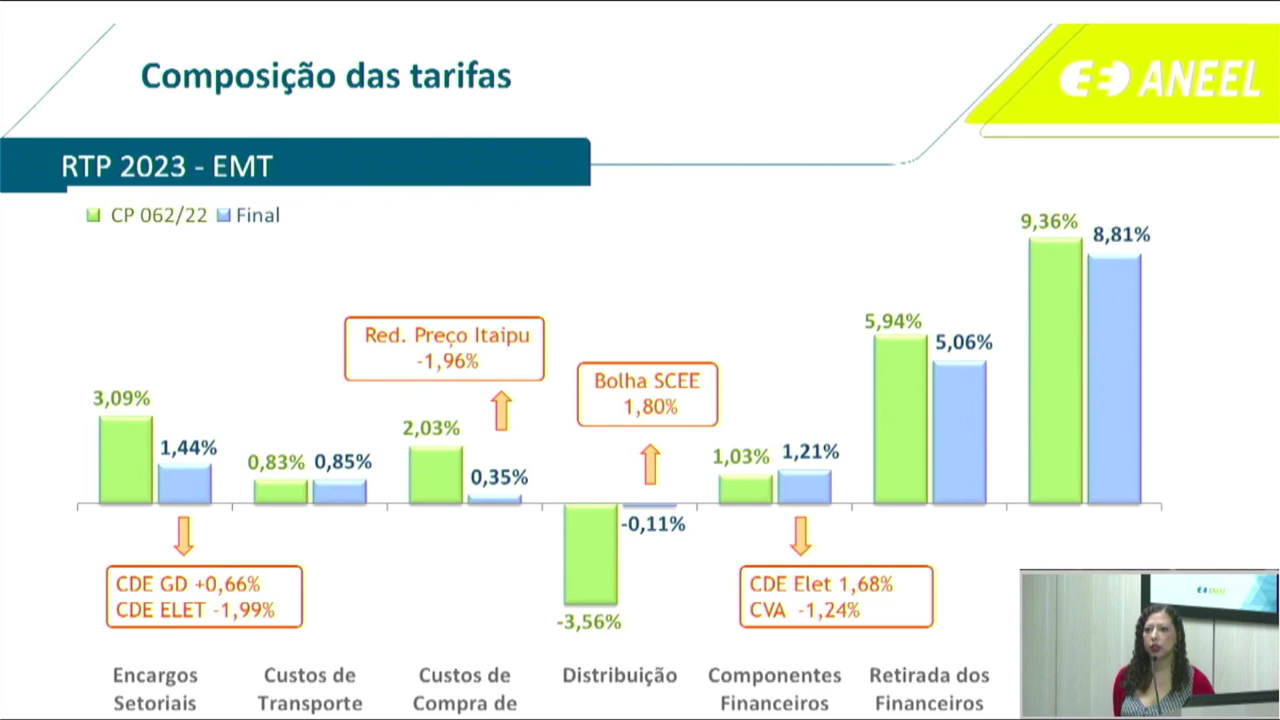 Composição das tarifas
ANEEL
RTP 2023 - EMT
CP 062/22 Final
9,36%
8,81%
5,94%
5,06%
Red. Preço Itaipu
-1,96%
Bolha SCEE
1,80%
3,09%
1,44%
0,83%
0,85%
2,03%
0,35%
-3,56%
-0,11%
1,03%
1,21%
CDE GD +0,66%
CDE ELET -1,99%
CDE Elet 1,68%
CVA -1,24%
ANEEL
Encargos
Setoriais
Custos de
Transporte
Custos de
Compra de
Distribuição
Componentes
Financeiros
Retirada dos
Financeiros